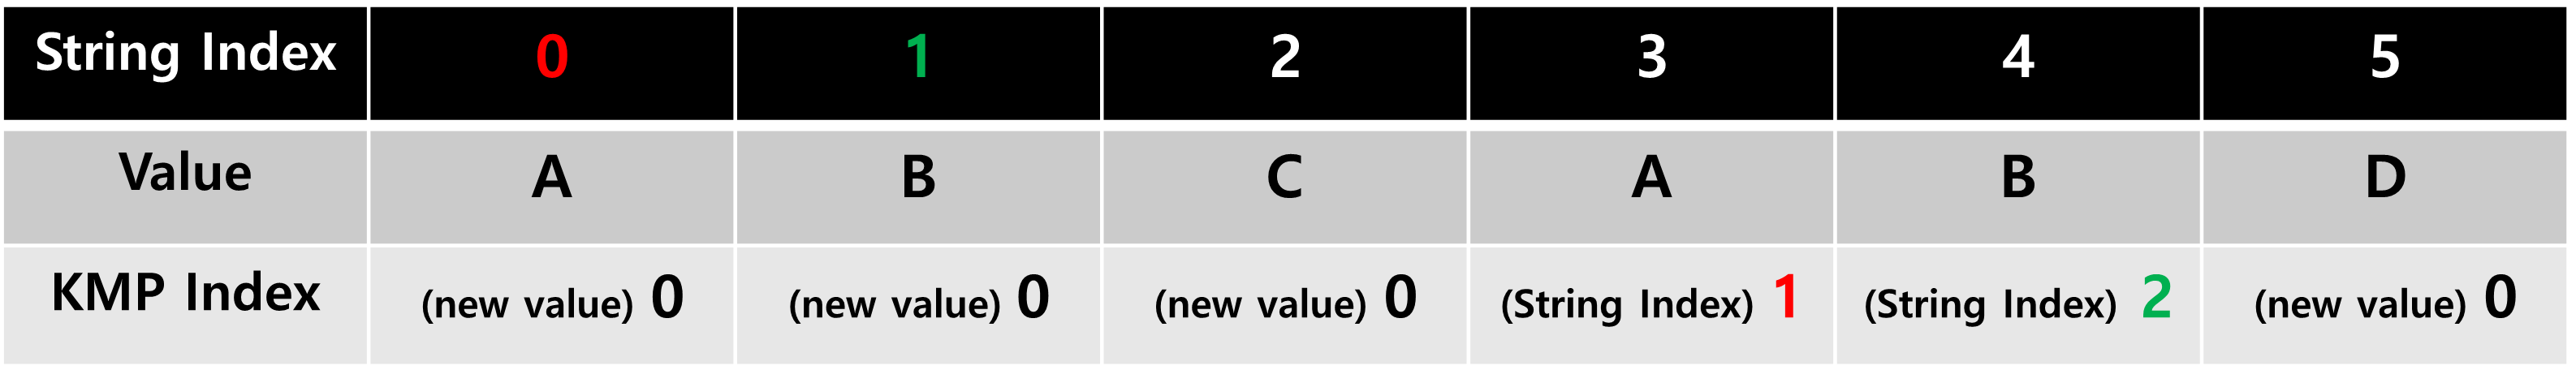 String Index 0 1 2 3 4 5
Value A B C A B D
KMP Index (new value) 0 (new value) 0 (new value) 0 (String Index) 1 (String Index) 2 (new value) 0